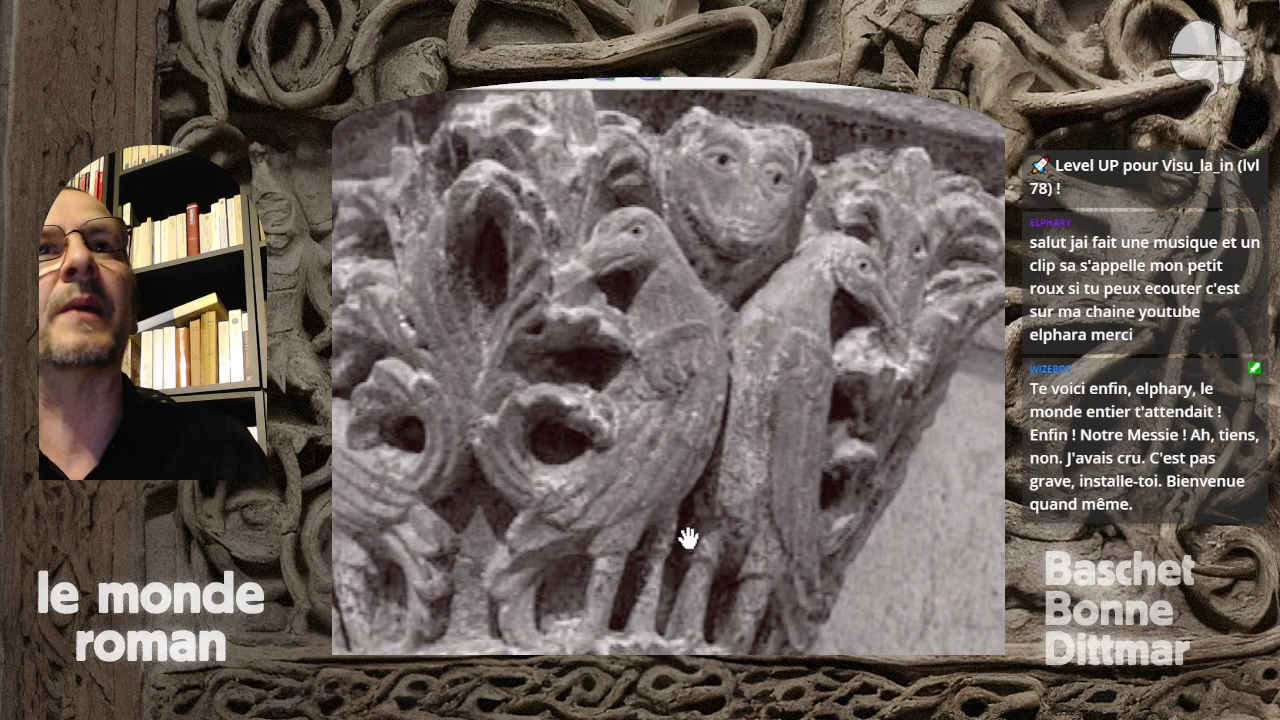 🚀 Level UP pour Visu_la_in (lvl
78) !
ELPHARY
salut jai fait une musique et un
clip sa s'appelle mon petit
roux si tu peux ecouter c'est
sur ma chaine youtube
elphara merci
WIZEBOT
Te voici enfin, elphary, le
monde entier t'attendait !
Enfin ! Notre Messie ! Ah, tiens,
non. J'avais cru. C'est pas
grave, installe-toi. Bienvenue
quand même.
le monde
roman
Baschet
Bonne
Dittmar